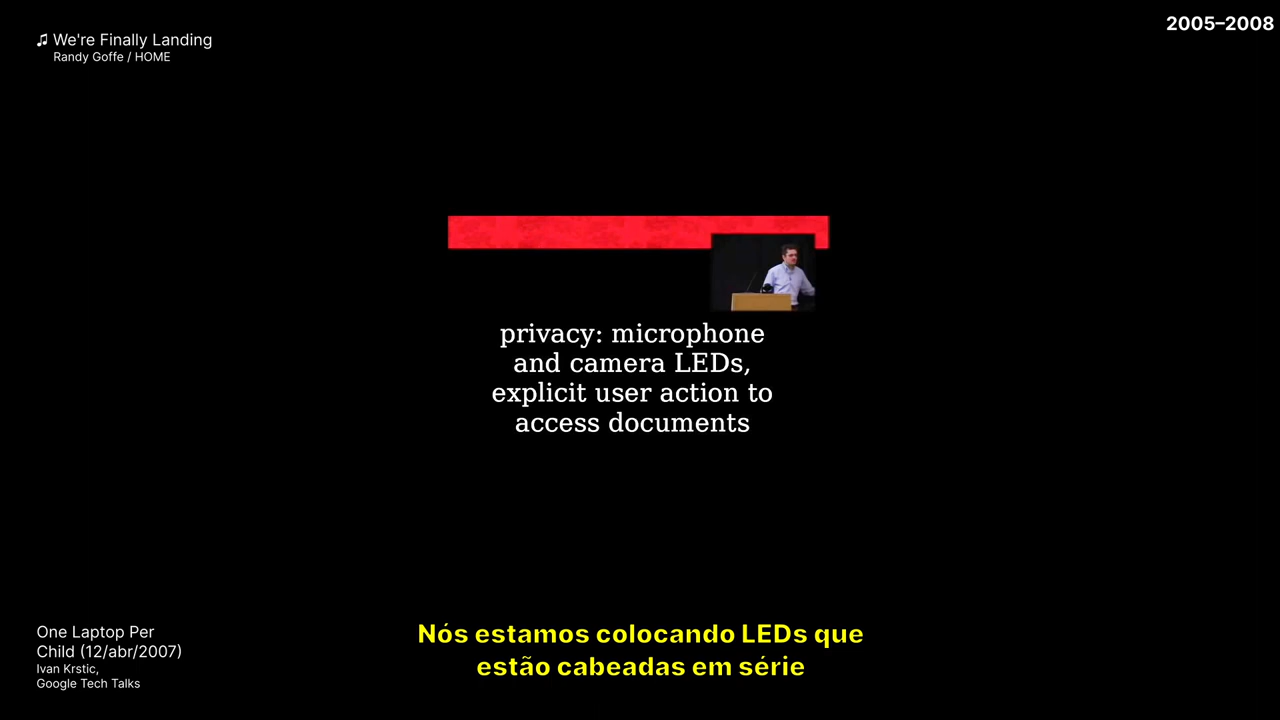 ♫ We're Finally Landing
Randy Goffe / HOME
2005–2008
privacy: microphone
and camera LEDs,
explicit user action to
access documents
One Laptop Per
Child (12/abr/2007)
Ivan Krstic,
Google Tech Talks
Nós estamos colocando LEDs que
estão cabeadas em série